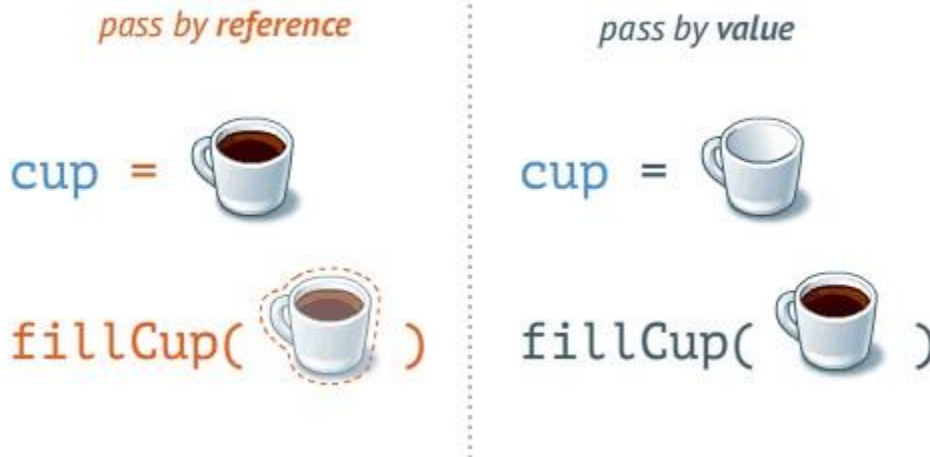 pass by reference
cup =
fillCup( )
pass by value
cup =
fillCup( )